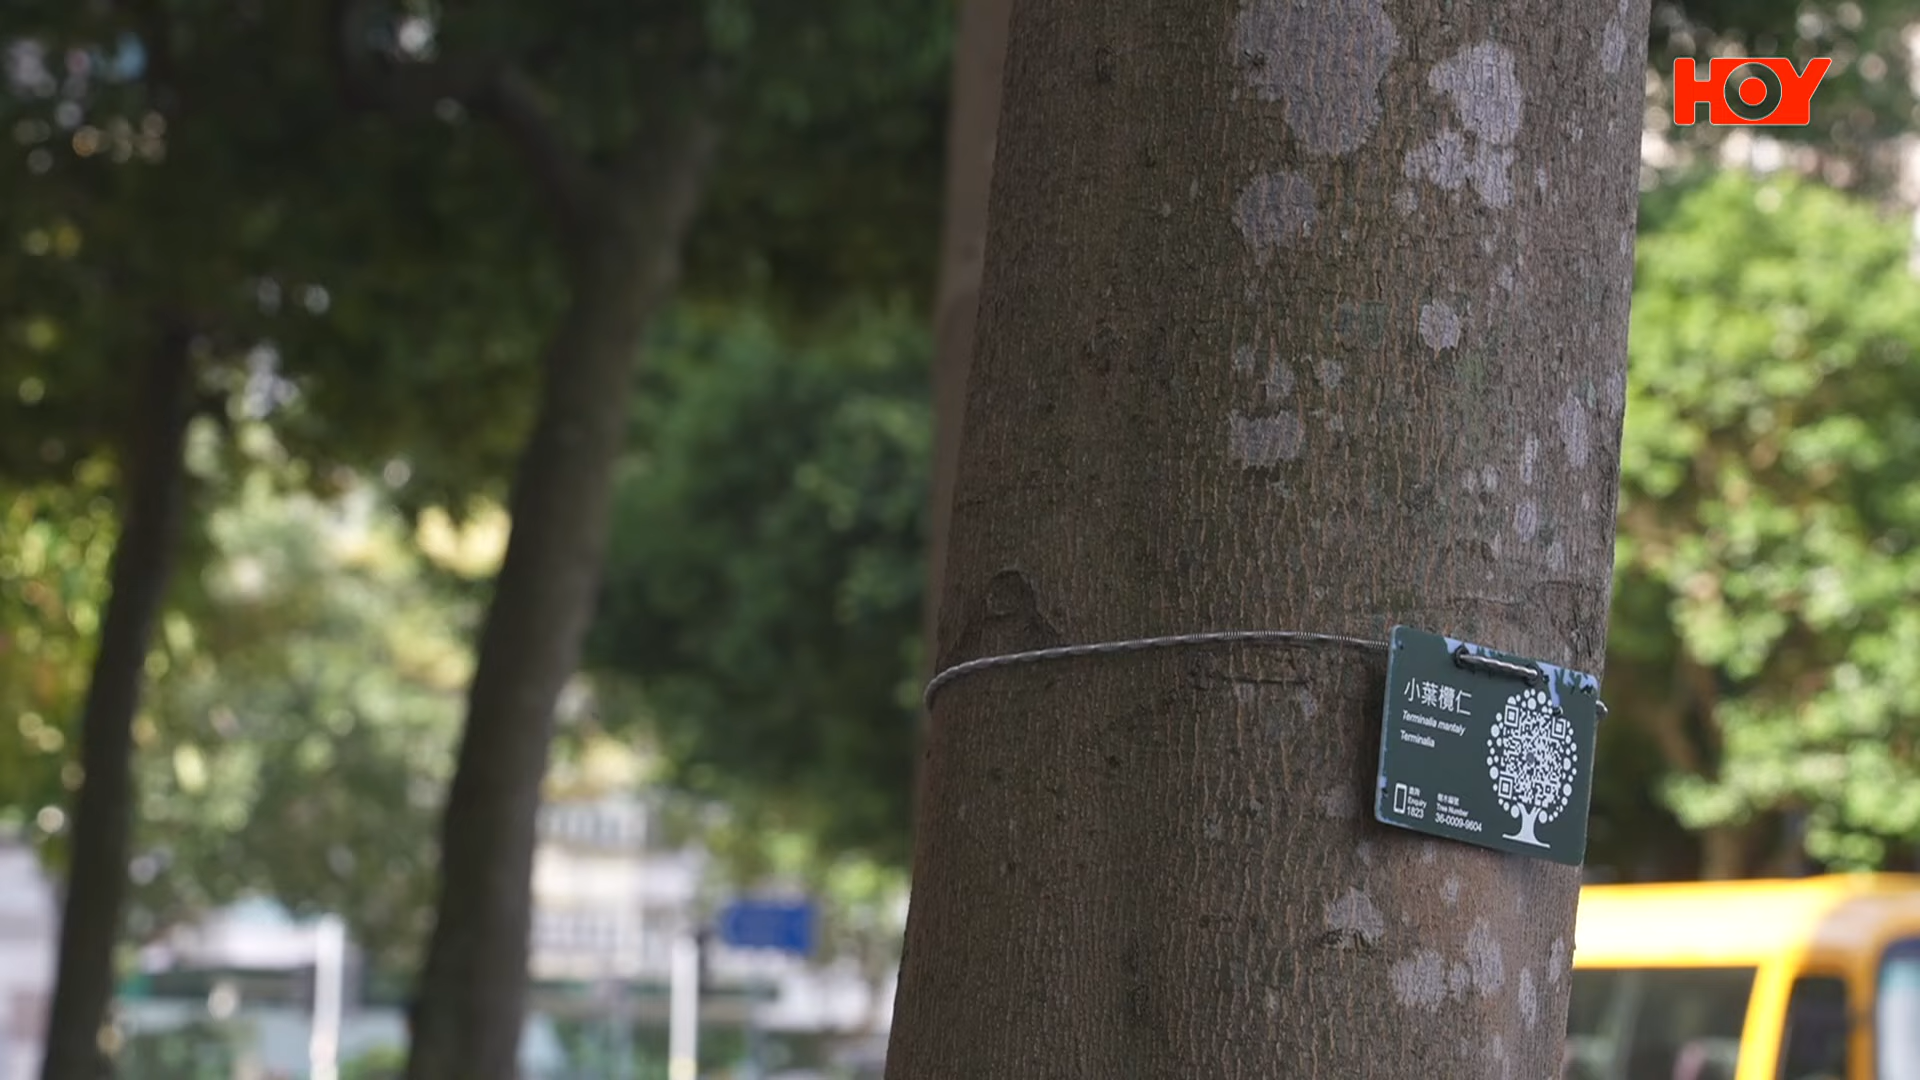 HOY
小葉欖仁
Terminalia mantaly
Terminalia
查詢
Enquiry
1823
樹木編號
Tree Number
36-0009-9604